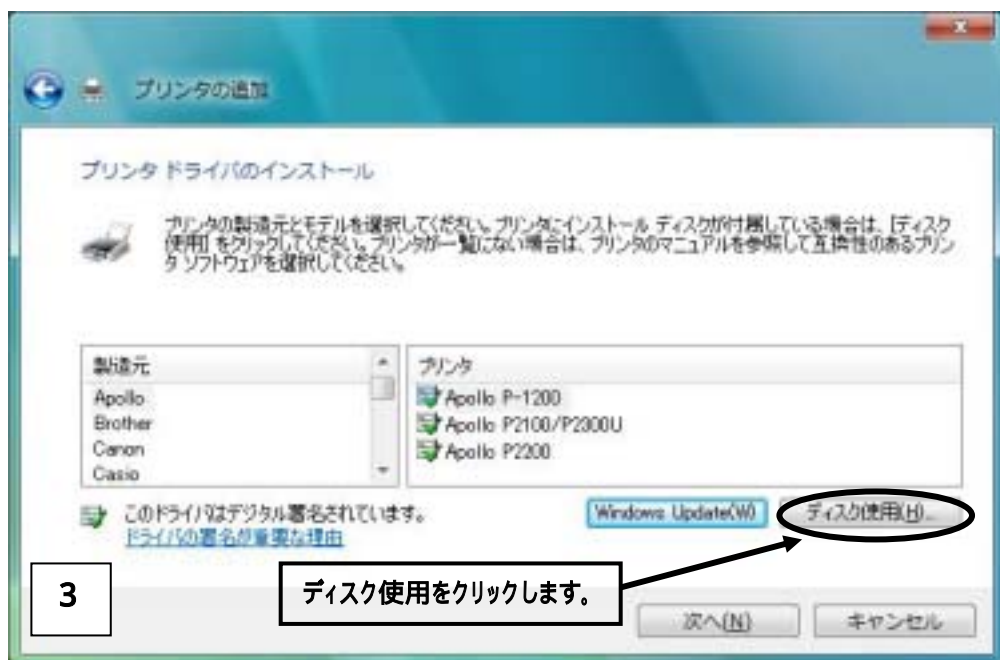 プリンタの追加
プリンタ ドライバのインストール
プリンタの製造元とモデルを選択してください。プリンタにインストール ディスクが付属している場合は、[ディスク
使用] をクリックしてください。プリンタが一覧にない場合は、プリンタのマニュアルを参照して互換性のあるプリン
タ ソフトウェアを選択してください。
製造元
Apollo
Brother
Canon
Casio
プリンタ
Apollo P-1200
Apollo P2100/P2300U
Apollo P2200
このドライバはデジタル署名されています。
ドライバの署名が重要な理由
Windows Update(W)
ディスク使用(H)...
3
ディスク使用をクリックします。
次へ(N)
キャンセル